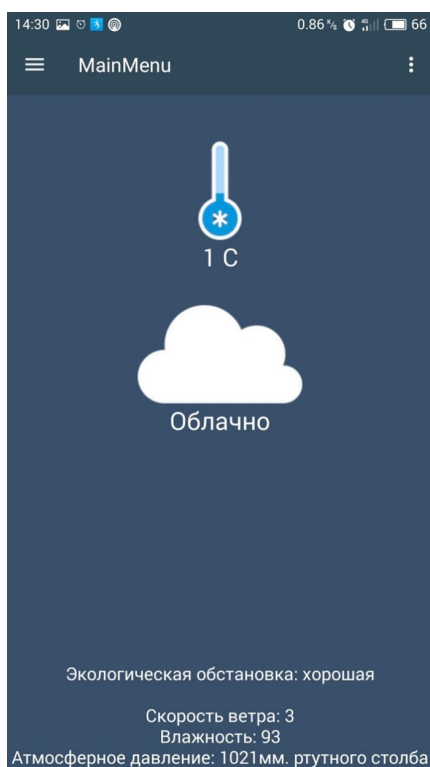 14:30 0.86 K/s 4G 66
MainMenu
1 C
Облачно
Экологическая обстановка: хорошая
Скорость ветра: 3
Влажность: 93
Атмосферное давление: 1021мм. ртутного столба